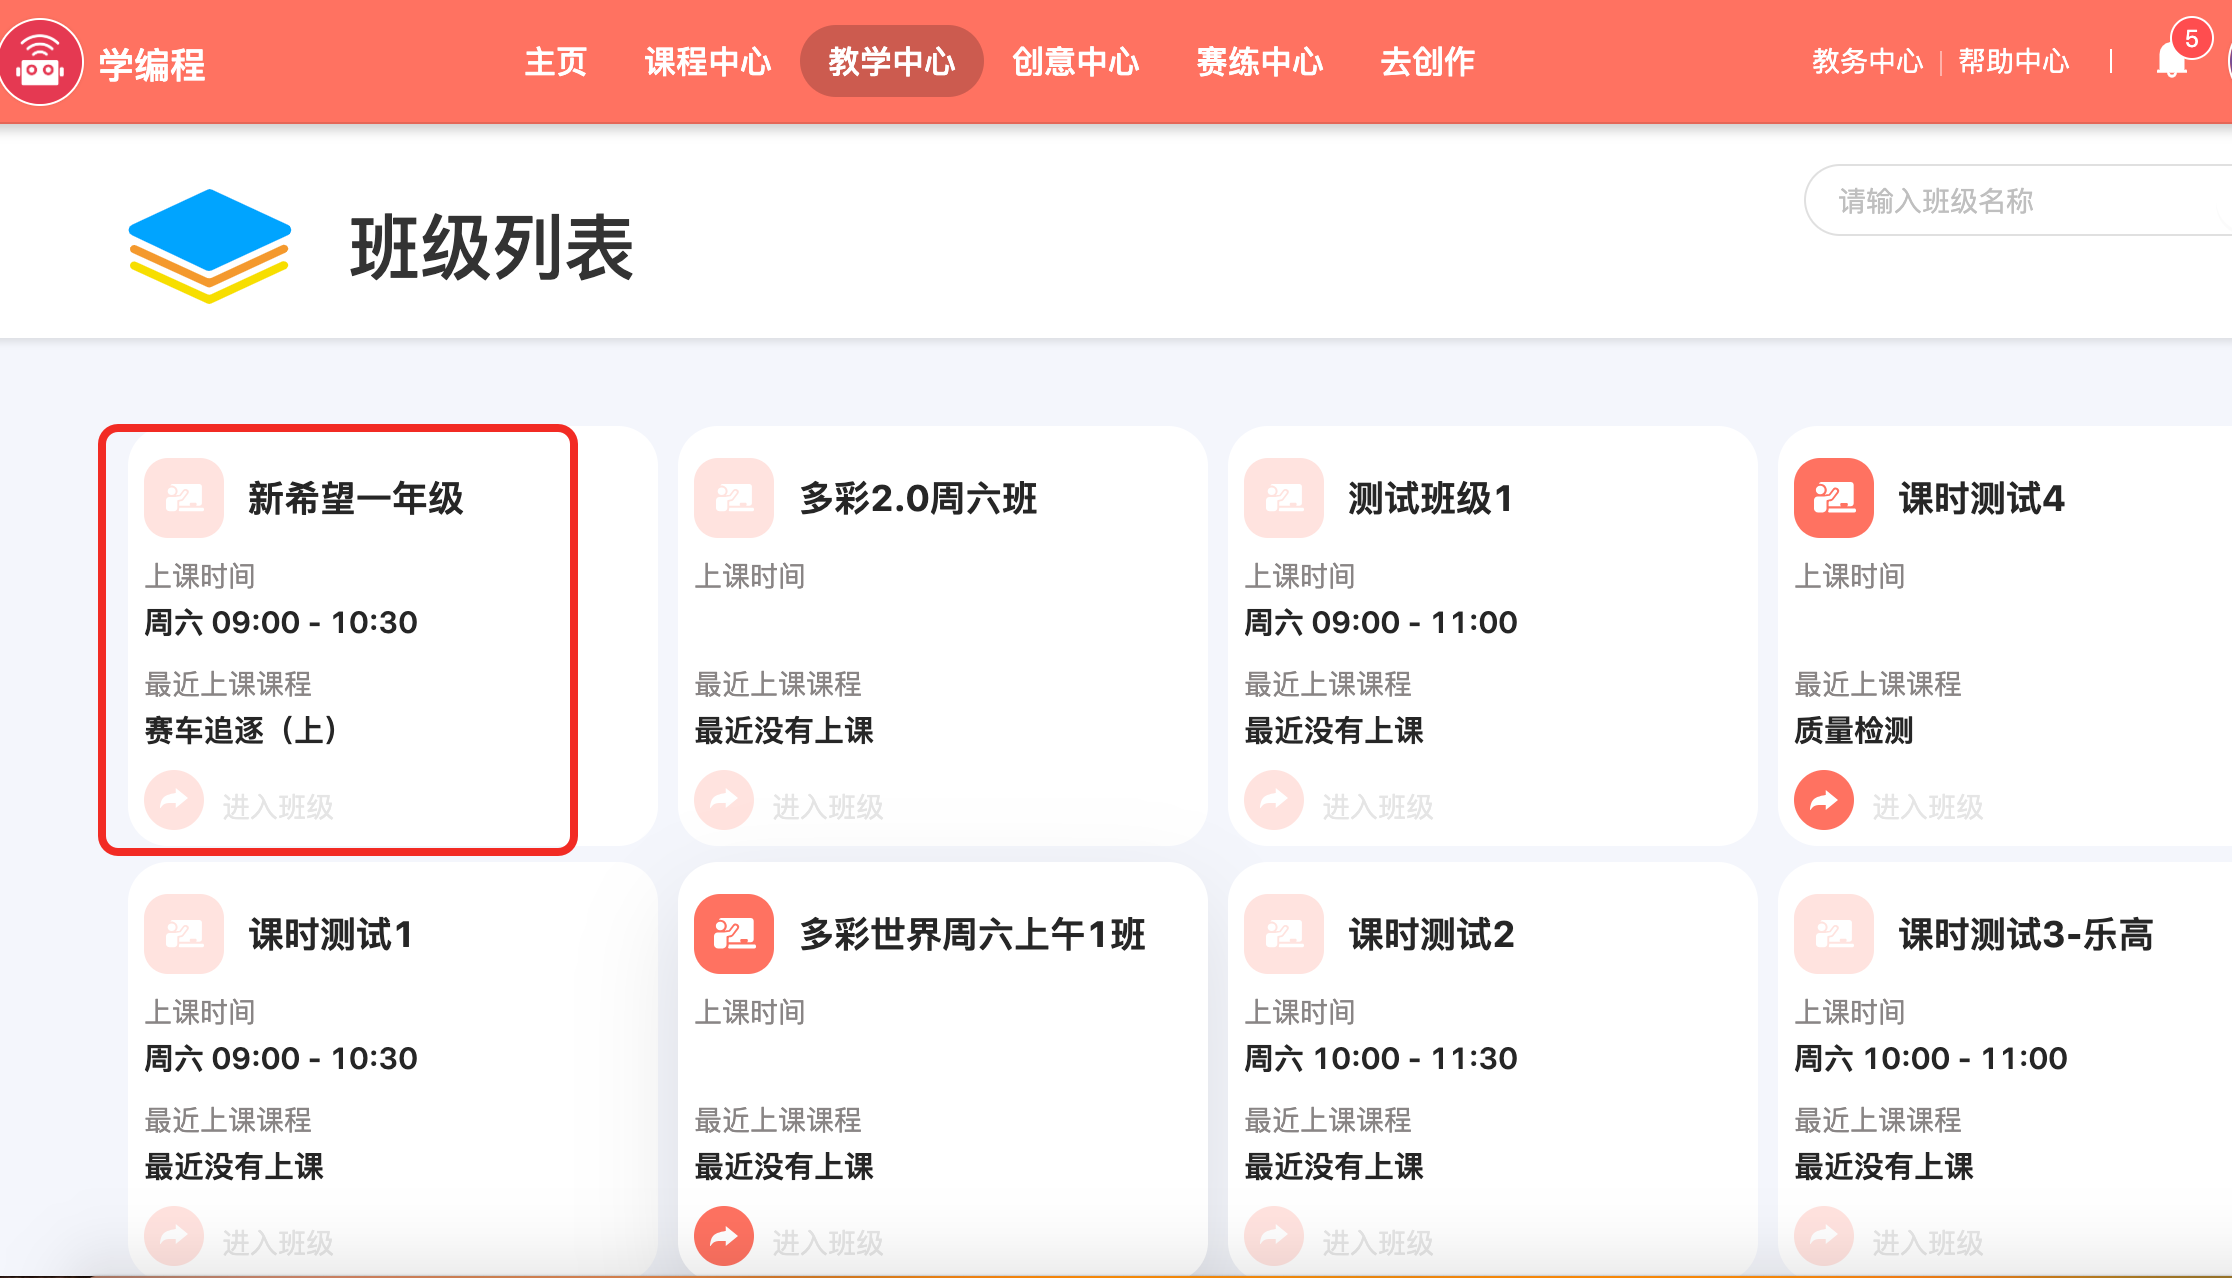 学编程
主页 课程中心 教学中心 创意中心 赛练中心 去创作
教务中心 | 帮助中心 | 5
班级列表
请输入班级名称
新希望一年级
上课时间
周六 09:00 - 10:30
最近上课课程
赛车追逐（上）
进入班级
多彩2.0周六班
上课时间
最近上课课程
最近没有上课
进入班级
测试班级1
上课时间
周六 09:00 - 11:00
最近上课课程
最近没有上课
进入班级
课时测试4
上课时间
最近上课课程
质量检测
进入班级
课时测试1
上课时间
周六 09:00 - 10:30
最近上课课程
最近没有上课
进入班级
多彩世界周六上午1班
上课时间
最近上课课程
最近没有上课
进入班级
课时测试2
上课时间
周六 10:00 - 11:30
最近上课课程
最近没有上课
进入班级
课时测试3-乐高
上课时间
周六 10:00 - 11:00
最近上课课程
最近没有上课
进入班级